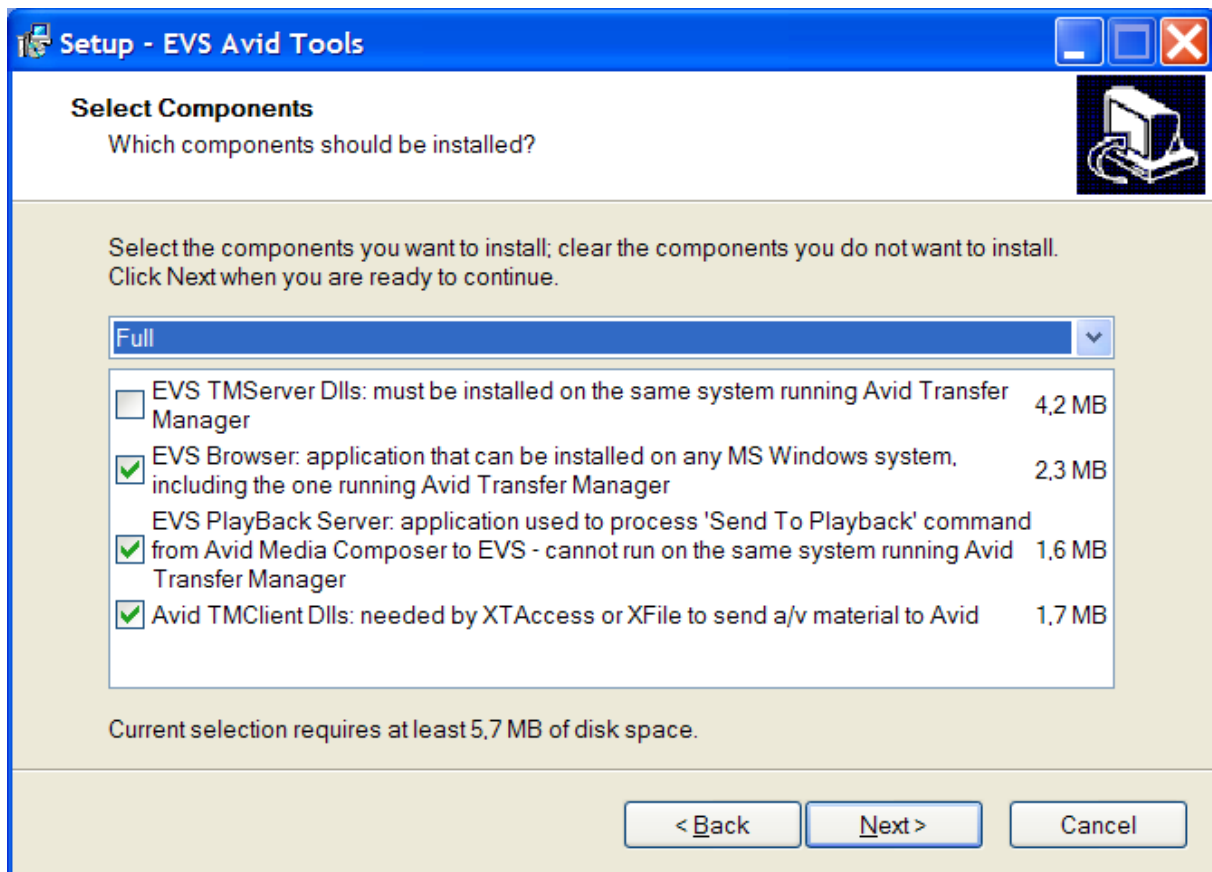 Setup - EVS Avid Tools
Select Components
Which components should be installed?
Select the components you want to install; clear the components you do not want to install.
Click Next when you are ready to continue.
Full
EVS TMServer Dlls: must be installed on the same system running Avid Transfer
Manager
4,2 MB
EVS Browser: application that can be installed on any MS Windows system,
including the one running Avid Transfer Manager
2,3 MB
EVS PlayBack Server: application used to process 'Send To Playback' command
from Avid Media Composer to EVS - cannot run on the same system running Avid
Transfer Manager
1,6 MB
Avid TMClient Dlls: needed by XTAccess or XFile to send a/v material to Avid
1,7 MB
Current selection requires at least 5,7 MB of disk space.
< Back
Next >
Cancel